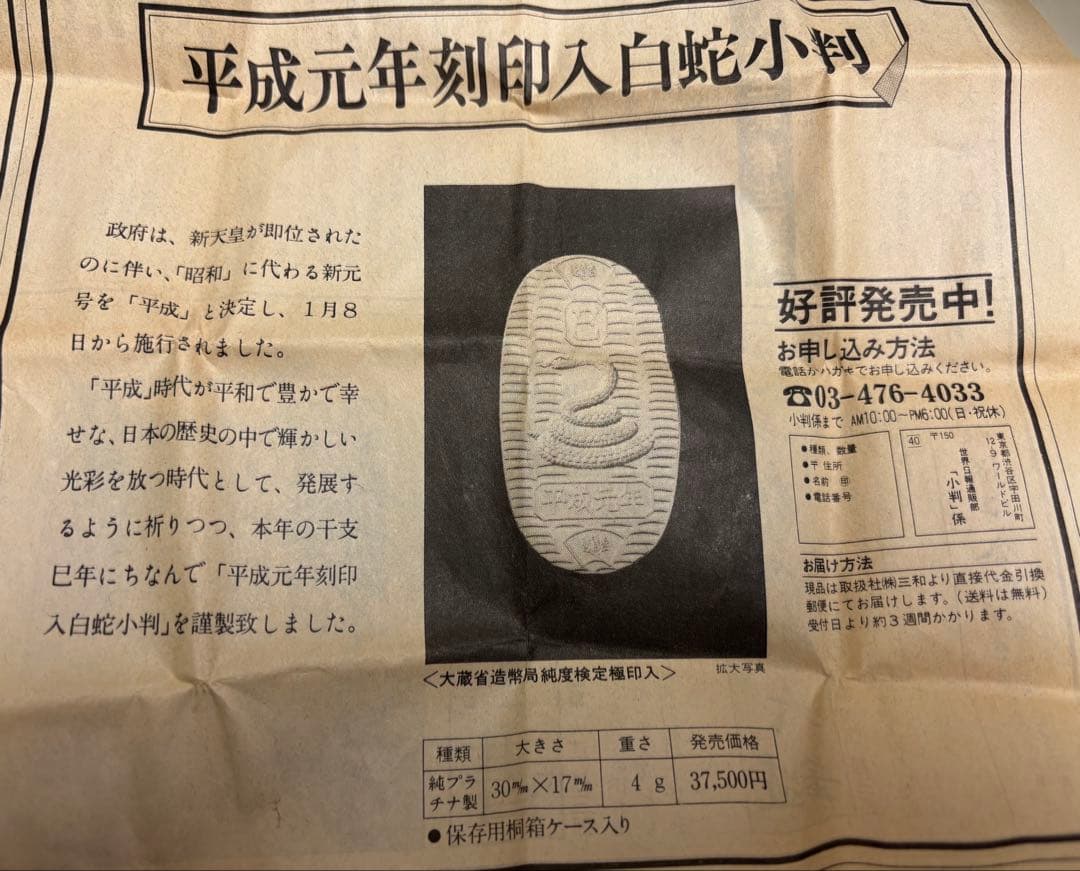 平成元年刻印入白蛇小判
政府は、新天皇が即位された
のに伴い、「昭和」に代わる新元
号を「平成」と決定し、1月8
日から施行されました。
「平成」時代が平和で豊かで幸
せな、日本の歴史の中で輝かしい
光彩を放つ時代として、発展す
るように祈りつつ、本年の干支
巳年にちなんで「平成元年刻印
入白蛇小判」を謹製致しました。
巳
平成元年
<大蔵省造幣局純度検定極印入>
拡大写真
好評発売中!
お申し込み方法
電話かハガキでお申し込みください。
☎03-476-4033
小判係まで AM10:00~PM6:00(日・祝休)
●種類、数量
●〒住所
●名前 印
●電話番号
40
〒150
東京都渋谷区宇田川町
12-9 ワールドビル
世界日報通販部
「小判」係
お届け方法
現品は取扱社㈱三和より直接代金引換
郵便にてお届けします。(送料は無料)
受付日より約3週間かかります。
種類 大きさ 重さ 発売価格
純プラチナ製 30㎜×17㎜ 4g 37,500円
●保存用桐箱ケース入り